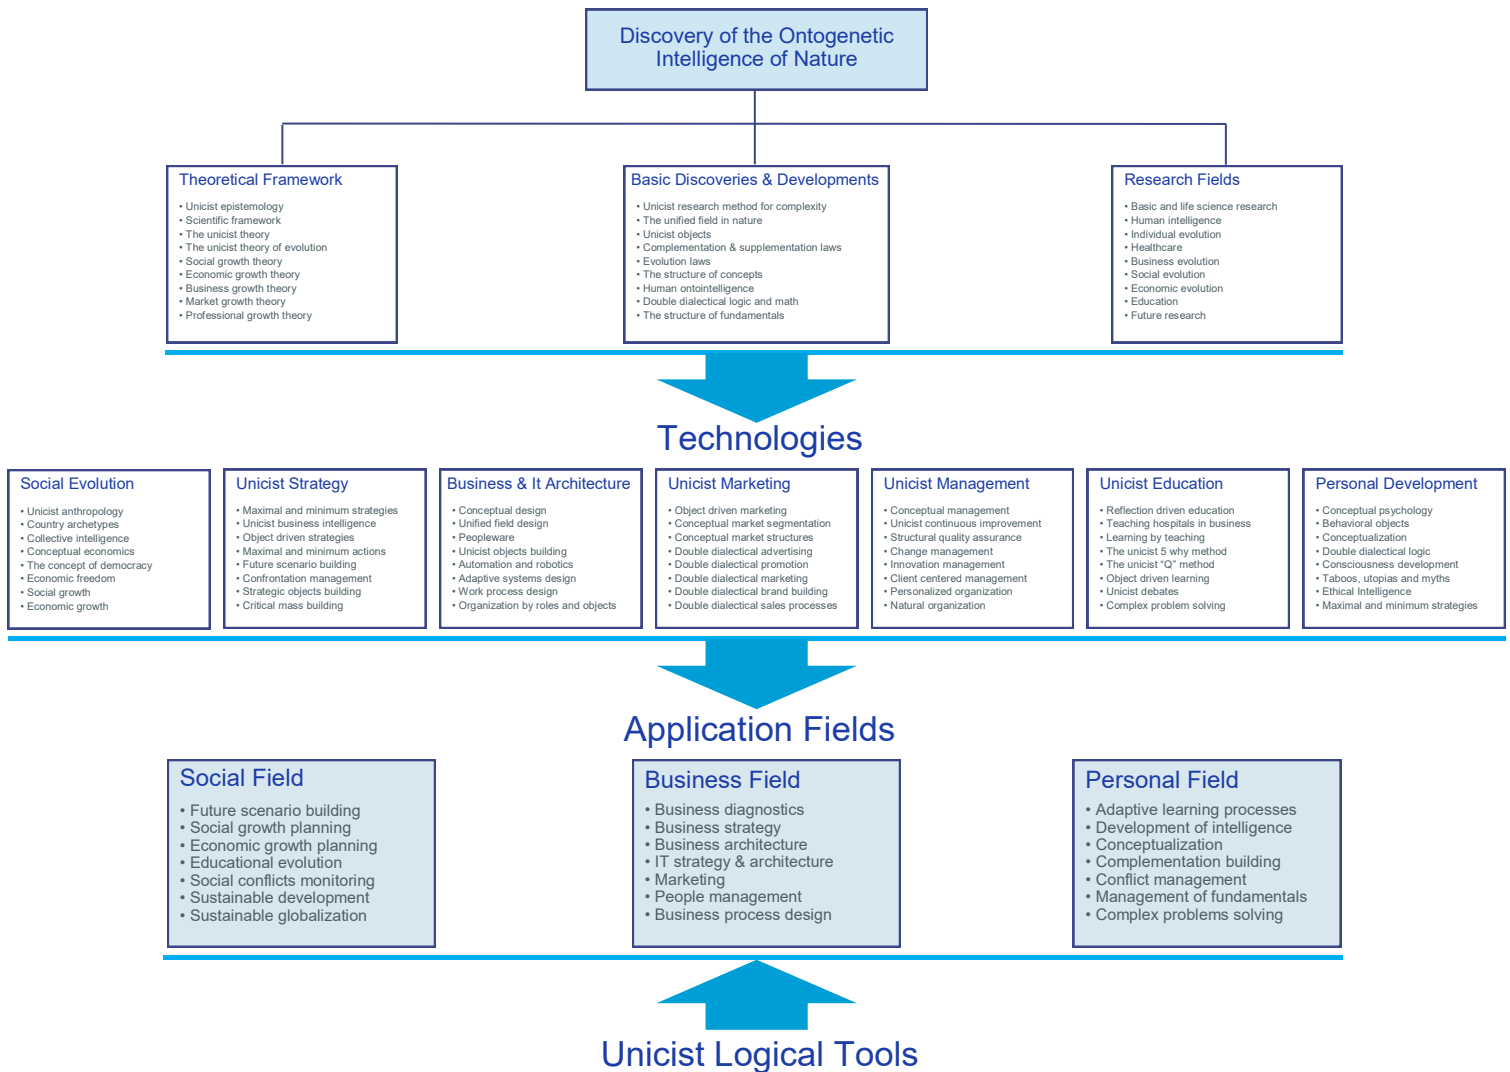 Discovery of the Ontogenetic
Intelligence of Nature
Theoretical Framework
• Unicist epistemology
• Scientific framework
• The unicist theory
• The unicist theory of evolution
• Social growth theory
• Economic growth theory
• Business growth theory
• Market growth theory
• Professional growth theory
Basic Discoveries & Developments
• Unicist research method for complexity
• The unified field in nature
• Unicist objects
• Complementation & supplementation laws
• Evolution laws
• The structure of concepts
• Human ontointelligence
• Double dialectical logic and math
• The structure of fundamentals
Research Fields
• Basic and life science research
• Human intelligence
• Individual evolution
• Healthcare
• Business evolution
• Social evolution
• Economic evolution
• Education
• Future research
Technologies
Social Evolution
• Unicist anthropology
• Country archetypes
• Collective intelligence
• Conceptual economics
• The concept of democracy
• Economic freedom
• Social growth
• Economic growth
Unicist Strategy
• Maximal and minimum strategies
• Unicist business intelligence
• Object driven strategies
• Maximal and minimum actions
• Future scenario building
• Confrontation management
• Strategic objects building
• Critical mass building
Business & It Architecture
• Conceptual design
• Unified field design
• Peopleware
• Unicist objects building
• Automation and robotics
• Adaptive systems design
• Work process design
• Organization by roles and objects
Unicist Marketing
• Object driven marketing
• Conceptual market segmentation
• Conceptual market structures
• Double dialectical advertising
• Double dialectical promotion
• Double dialectical marketing
• Double dialectical brand building
• Double dialectical sales processes
Unicist Management
• Conceptual management
• Unicist continuous improvement
• Structural quality assurance
• Change management
• Innovation management
• Client centered management
• Personalized organization
• Natural organization
Unicist Education
• Reflection driven education
• Teaching hospitals in business
• Learning by teaching
• The unicist 5 why method
• The unicist “Q” method
• Object driven learning
• Unicist debates
• Complex problem solving
Personal Development
• Conceptual psychology
• Behavioral objects
• Conceptualization
• Double dialectical logic
• Consciousness development
• Taboos, utopias and myths
• Ethical Intelligence
• Maximal and minimum strategies
Application Fields
Social Field
• Future scenario building
• Social growth planning
• Economic growth planning
• Educational evolution
• Social conflicts monitoring
• Sustainable development
• Sustainable globalization
Business Field
• Business diagnostics
• Business strategy
• Business architecture
• IT strategy & architecture
• Marketing
• People management
• Business process design
Personal Field
• Adaptive learning processes
• Development of intelligence
• Conceptualization
• Complementation building
• Conflict management
• Management of fundamentals
• Complex problems solving
Unicist Logical Tools